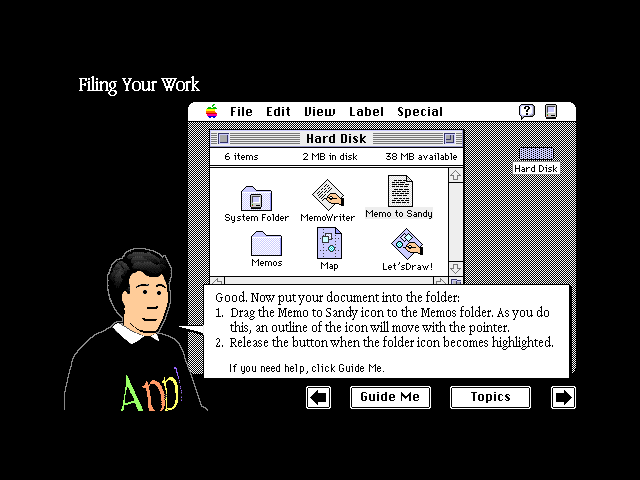 Filing Your Work
File Edit View Label Special
Hard Disk
6 items 2 MB in disk 38 MB available
Hard Disk
System Folder MemoWriter Memo to Sandy
Memos Map Let'sDraw!
Good. Now put your document into the folder:
1. Drag the Memo to Sandy icon to the Memos folder. As you do
this, an outline of the icon will move with the pointer.
2. Release the button when the folder icon becomes highlighted.
If you need help, click Guide Me.
Guide Me Topics